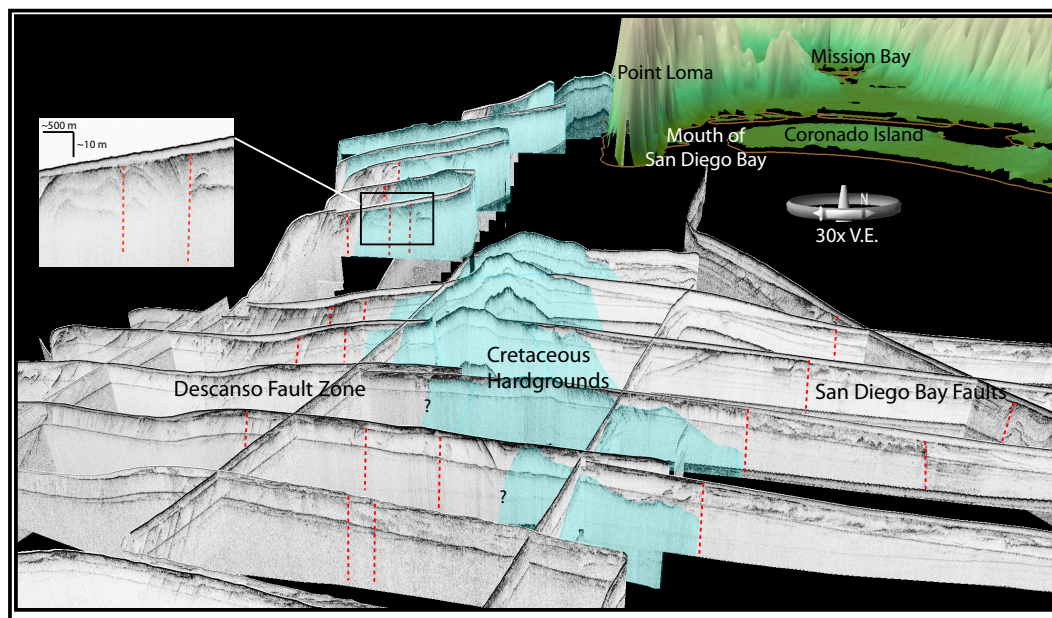 Mission Bay
Point Loma
~500 m
~10 m
Mouth of
San Diego Bay
Coronado Island
N
30x V.E.
Cretaceous
Hardgrounds
Descanso Fault Zone
San Diego Bay Faults
?
?